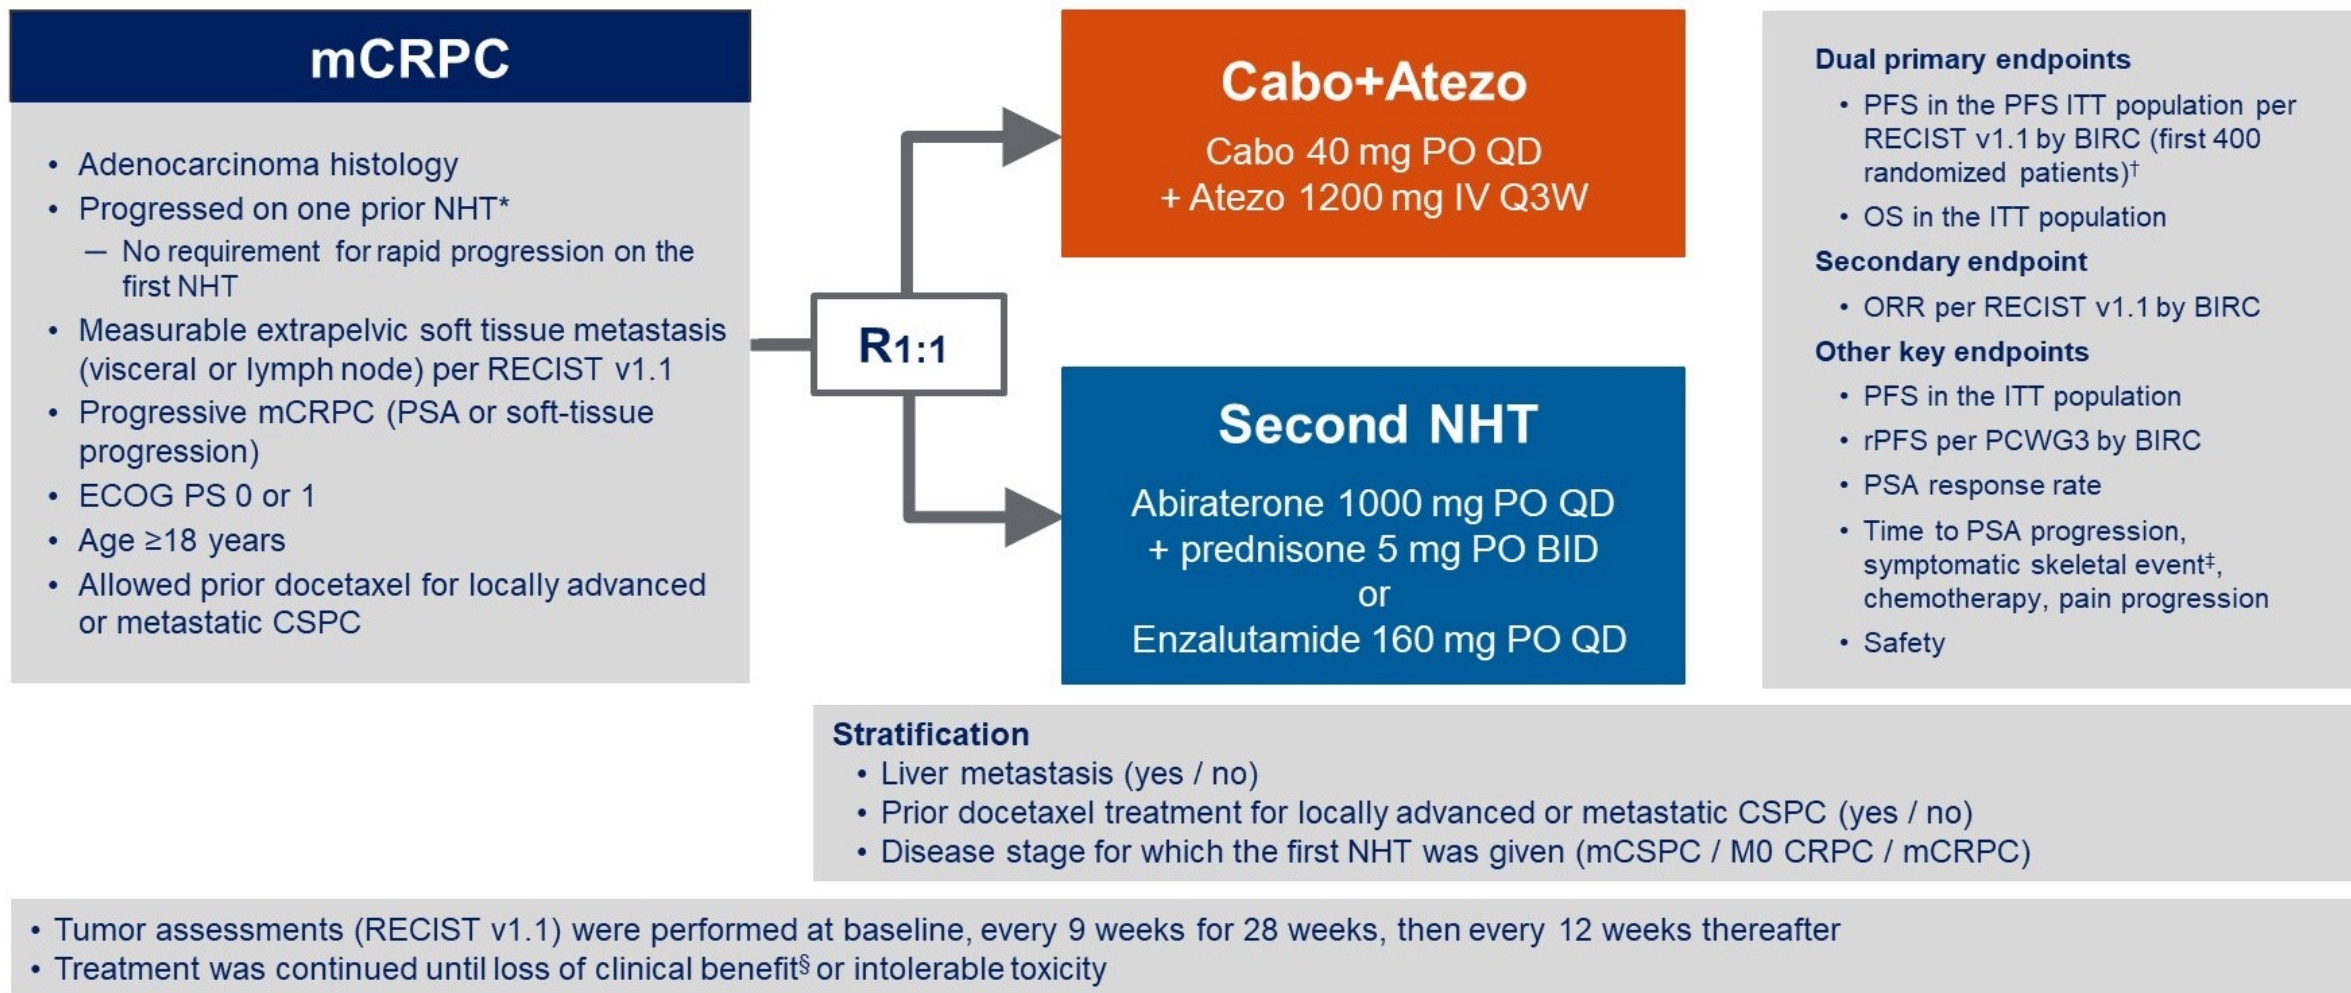 mCRPC
• Adenocarcinoma histology
• Progressed on one prior NHT*
— No requirement for rapid progression on the
first NHT
• Measurable extrapelvic soft tissue metastasis
(visceral or lymph node) per RECIST v1.1
• Progressive mCRPC (PSA or soft-tissue
progression)
• ECOG PS 0 or 1
• Age ≥18 years
• Allowed prior docetaxel for locally advanced
or metastatic CSPC
R1:1
Cabo+Atezo
Cabo 40 mg PO QD
+ Atezo 1200 mg IV Q3W
Second NHT
Abiraterone 1000 mg PO QD
+ prednisone 5 mg PO BID
or
Enzalutamide 160 mg PO QD
Dual primary endpoints
• PFS in the PFS ITT population per
RECIST v1.1 by BIRC (first 400
randomized patients)†
• OS in the ITT population
Secondary endpoint
• ORR per RECIST v1.1 by BIRC
Other key endpoints
• PFS in the ITT population
• rPFS per PCWG3 by BIRC
• PSA response rate
• Time to PSA progression,
symptomatic skeletal event‡,
chemotherapy, pain progression
• Safety
Stratification
• Liver metastasis (yes / no)
• Prior docetaxel treatment for locally advanced or metastatic CSPC (yes / no)
• Disease stage for which the first NHT was given (mCSPC / M0 CRPC / mCRPC)
• Tumor assessments (RECIST v1.1) were performed at baseline, every 9 weeks for 28 weeks, then every 12 weeks thereafter
• Treatment was continued until loss of clinical benefit§ or intolerable toxicity